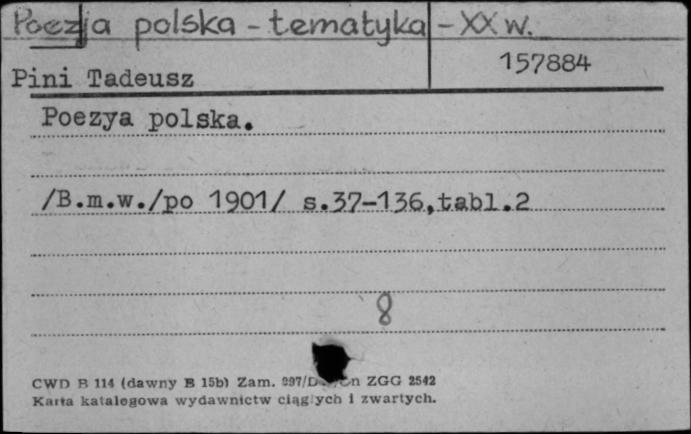 Poezja polska - tematyka - XX w.
157884
Pini Tadeusz
Poezya polska.
/B.m.w./po 1901/ s.37-136,tabl.2
8
CWD B 114 (dawny B 15b) Zam. ZGG 2542
Karta katalogowa wydawnictw ciągłych i zwartych.